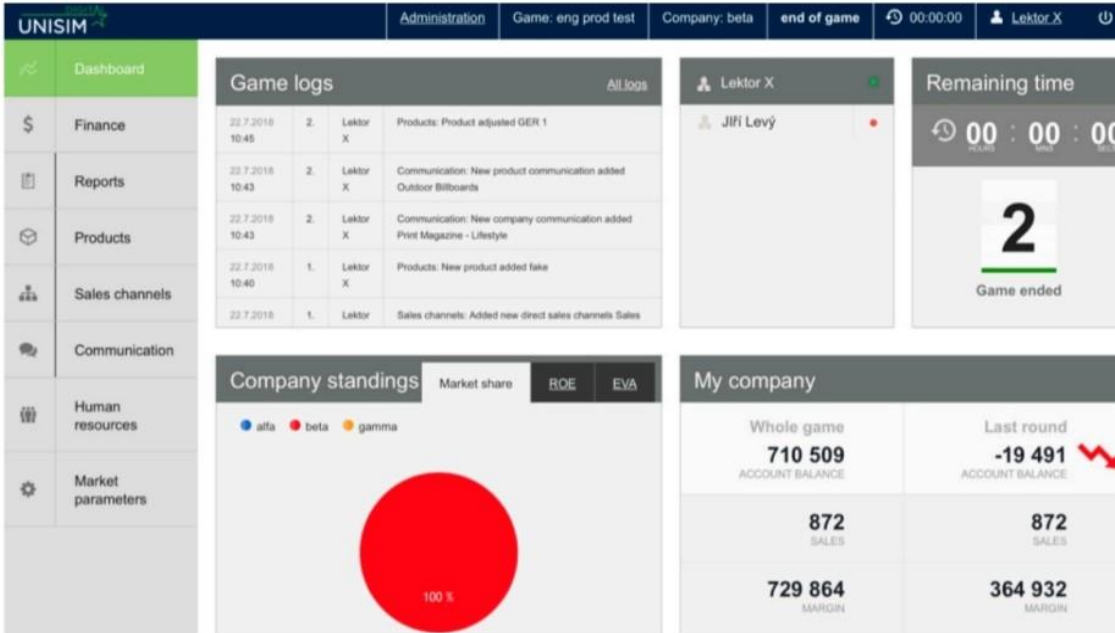 DIGITAL
UNISIM
Administration
Game: eng prod test
Company: beta
end of game
00:00:00
Lektor X
Dashboard
Finance
Reports
Products
Sales channels
Communication
Human
resources
Market
parameters
Game logs
All logs
22.7.2018 2. Lektor Products: Product adjusted GER 1
10:45 X
22.7.2018 2. Lektor Communication: New product communication added
10:43 X Outdoor Billboards
22.7.2018 2. Lektor Communication: New company communication added
10:43 X Print Magazine - Lifestyle
22.7.2018 1. Lektor Products: New product added fake
10:40 X
22.7.2018 1. Lektor Sales channels: Added new direct sales channels Sales
Lektor X
JIří Levý
Remaining time
00 : 00 : 00
HOURS MINS SECS
2
Game ended
Company standings
Market share
ROE
EVA
alfa beta gamma
100 %
My company
Whole game Last round
710 509 -19 491
ACCOUNT BALANCE ACCOUNT BALANCE
872 872
SALES SALES
729 864 364 932
MARGIN MARGIN